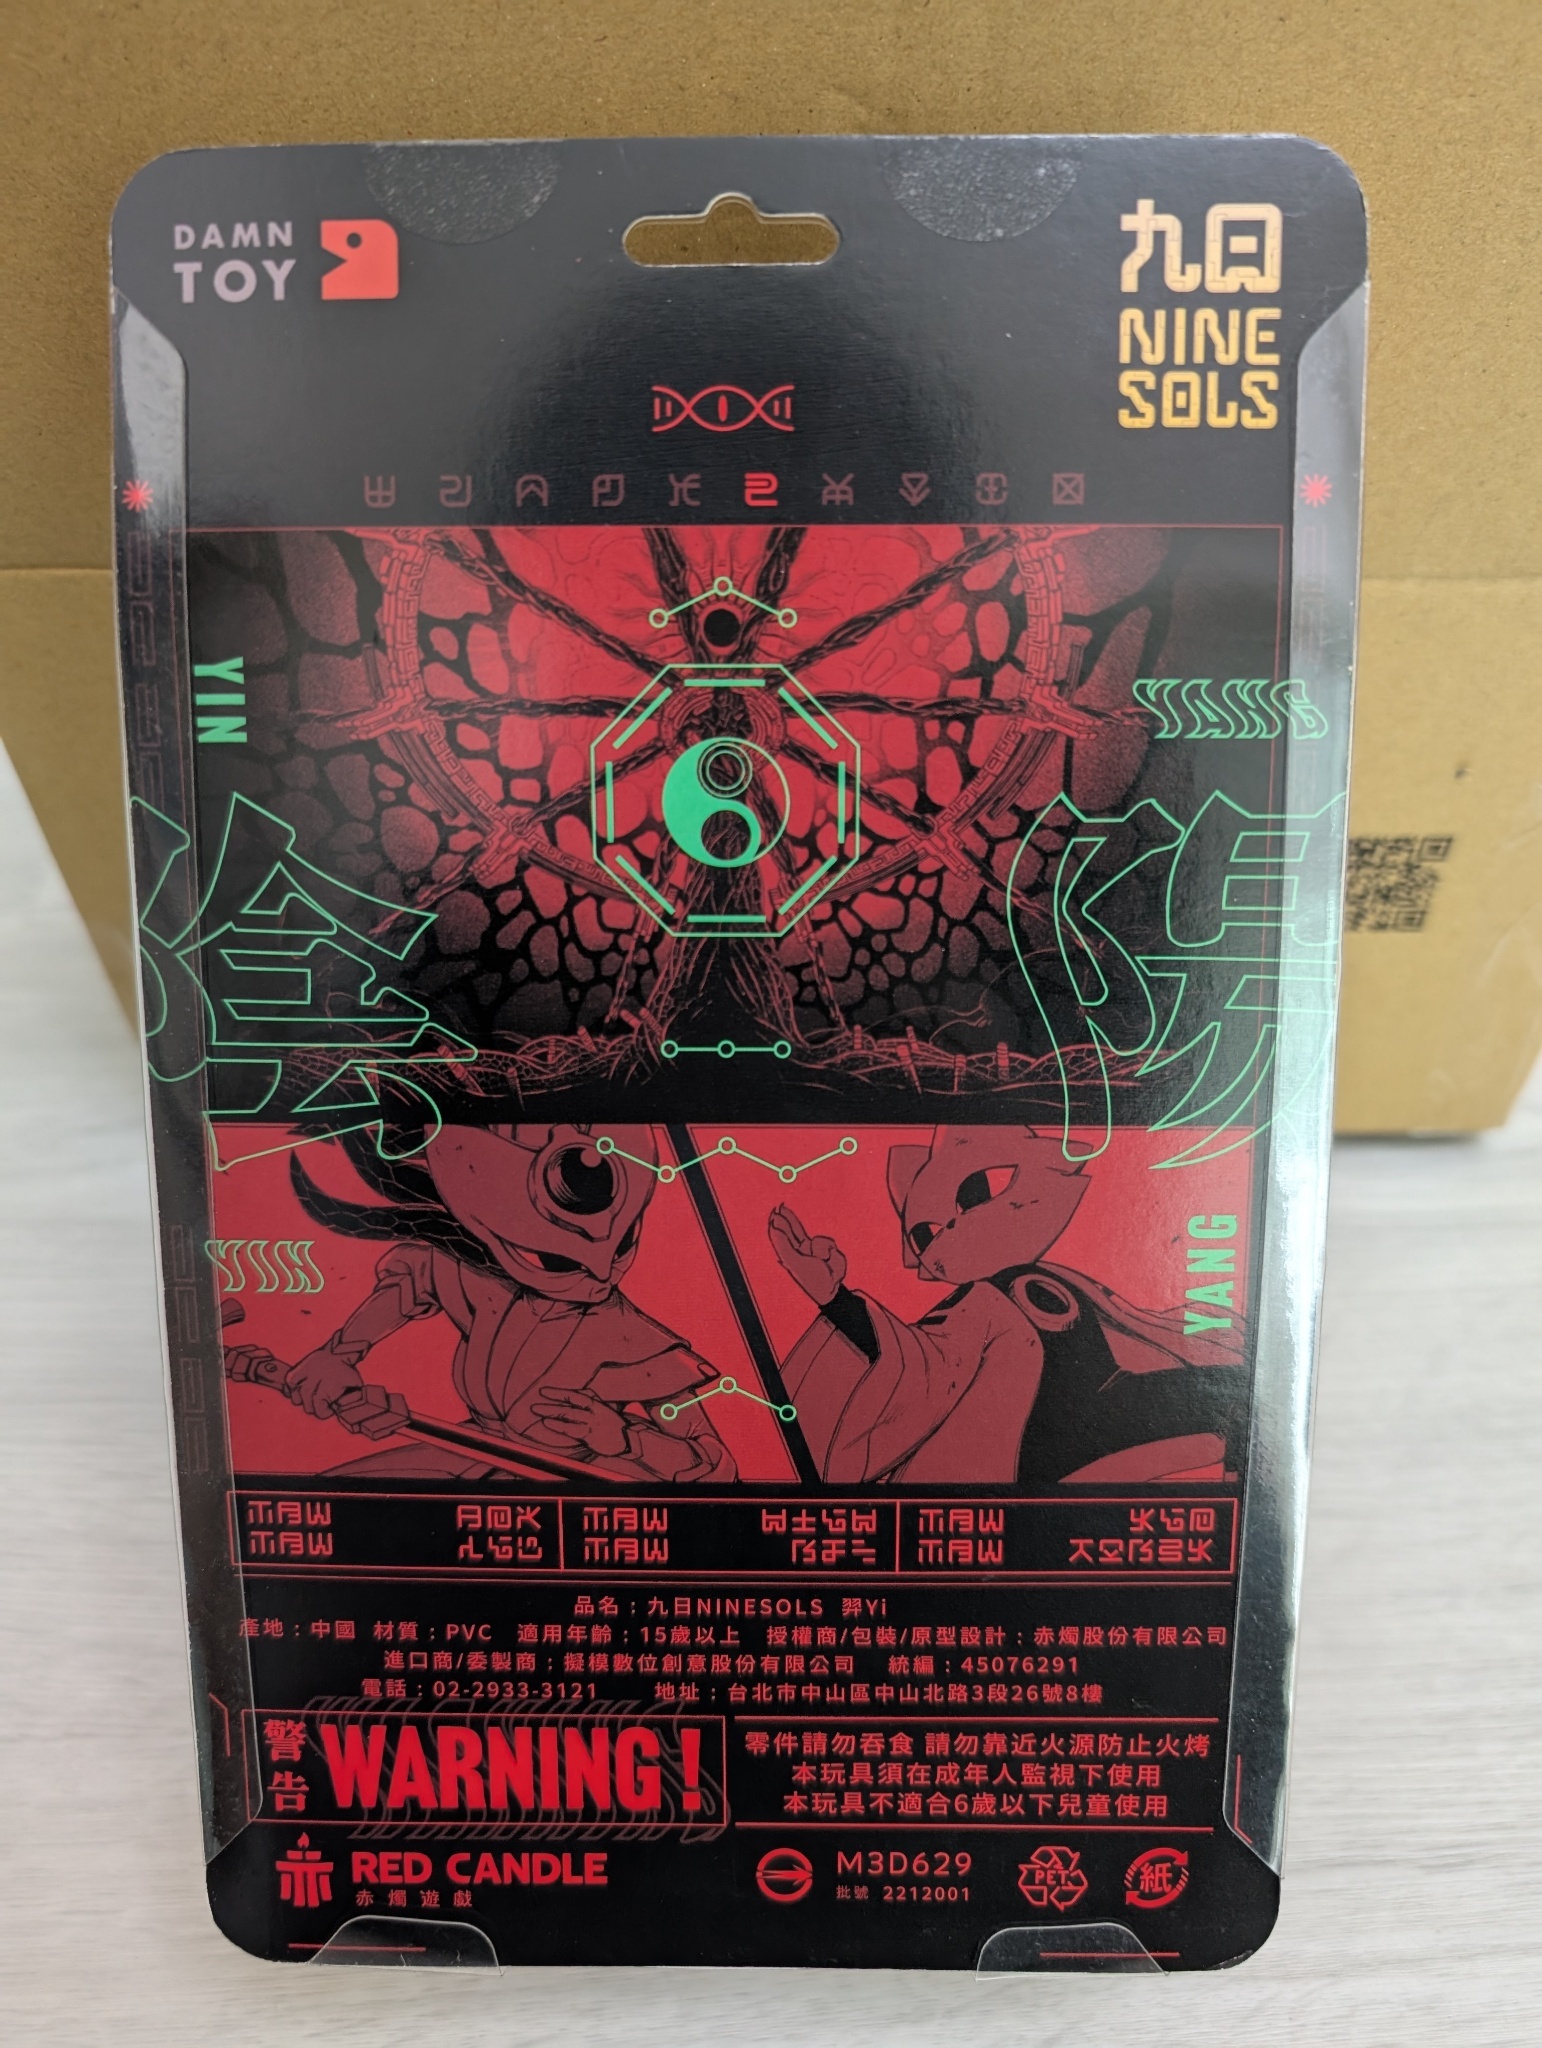 DAMN
TOY
九日
NINE
SOLS
YIN
YANG
陰
陽
YIN
YANG
品名：九日NINESOLS 羿Yi
產地：中國 材質：PVC 適用年齡：15歲以上 授權商/包裝/原型設計：赤燭股份有限公司
進口商/委製商：擬模數位創意股份有限公司 統編：45076291
電話：02-2933-3121 地址：台北市中山區中山北路3段26號8樓
警告
WARNING!
零件請勿吞食 請勿靠近火源防止火烤
本玩具須在成年人監視下使用
本玩具不適合6歲以下兒童使用
RED CANDLE
赤燭遊戲
M3D629
批號 2212001
PET
紙